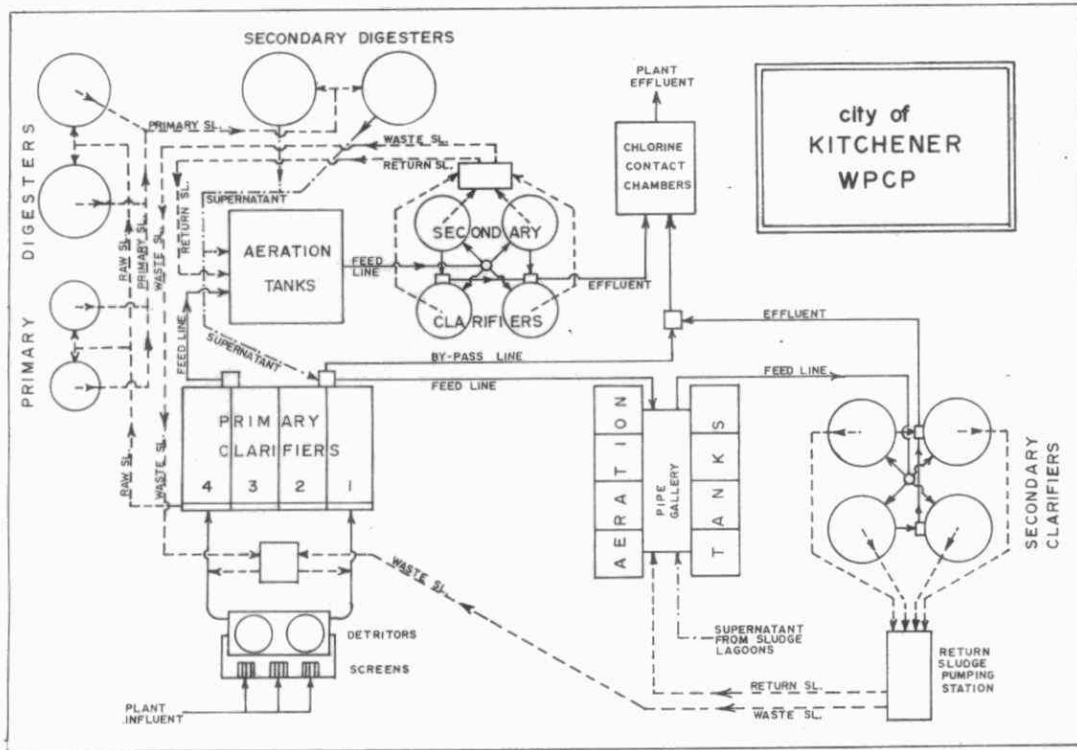 SECONDARY DIGESTERS
PLANT
EFFLUENT
city of
KITCHENER
WPCP
PRIMARY SL.
WASTE SL.
RETURN SL.
CHLORINE
CONTACT
CHAMBERS
PRIMARY DIGESTERS
RAW SL.
PRIMARY SL.
WASTE SL.
RETURN SL.
SUPERNATANT
AERATION
TANKS
FEED
LINE
SECONDARY
CLARIFIERS
EFFLUENT
FEED LINE
SUPERNATANT
BY-PASS LINE
EFFLUENT
FEED LINE
FEED LINE
PRIMARY
CLARIFIERS
4 3 2 1
RAW SL.
WASTE SL.
AERATION
PIPE
GALLERY
TANKS
SECONDARY
CLARIFIERS
WASTE SL.
DETRITORS
SCREENS
PLANT
INFLUENT
SUPERNATANT
FROM SLUDGE
LAGOONS
RETURN
SLUDGE
PUMPING
STATION
RETURN SL.
WASTE SL.